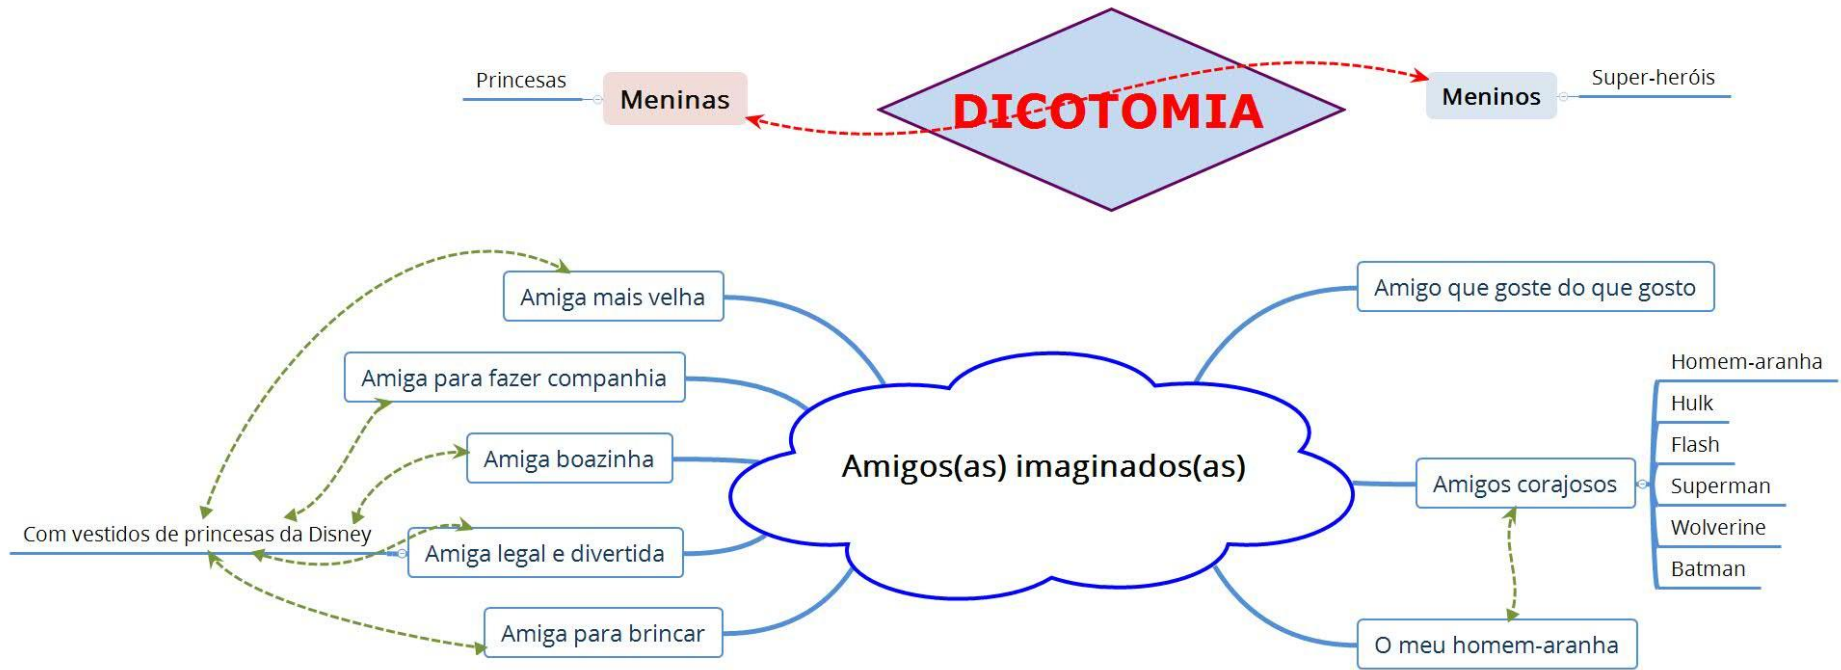 Princesas
Meninas
DICOTOMIA
Meninos
Super-heróis
Amiga mais velha
Amiga para fazer companhia
Amiga boazinha
Com vestidos de princesas da Disney
Amiga legal e divertida
Amiga para brincar
Amigos(as) imaginados(as)
Amigo que goste do que gosto
Amigos corajosos
Homem-aranha
Hulk
Flash
Superman
Wolverine
Batman
O meu homem-aranha